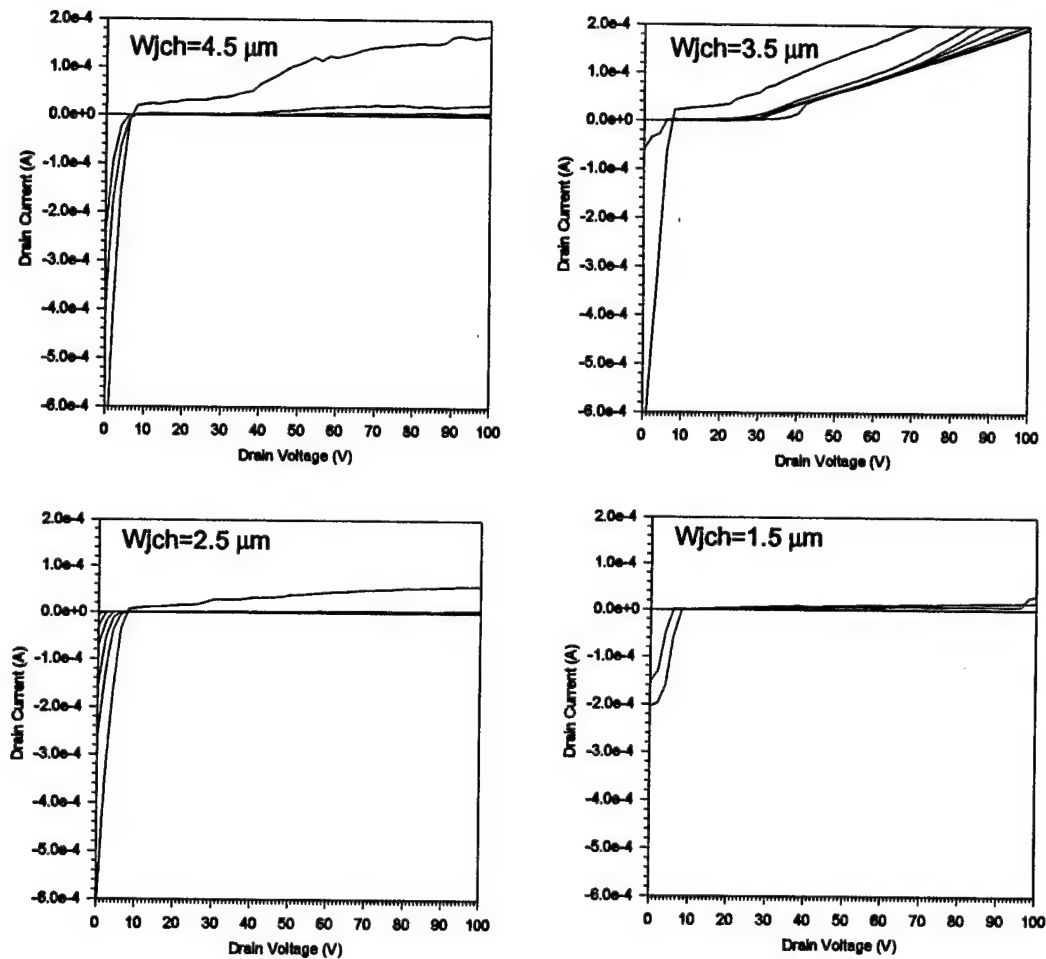 Wjch=4.5 μm
2.0e-4
1.0e-4
0.0e+0
-1.0e-4
-2.0e-4
-3.0e-4
-4.0e-4
-5.0e-4
-6.0e-4
Drain Current (A)
0 10 20 30 40 50 60 70 80 90 100
Drain Voltage (V)
Wjch=3.5 μm
2.0e-4
1.0e-4
0.0e+0
-1.0e-4
-2.0e-4
-3.0e-4
-4.0e-4
-5.0e-4
-6.0e-4
Drain Current (A)
0 10 20 30 40 50 60 70 80 90 100
Drain Voltage (V)
Wjch=2.5 μm
2.0e-4
1.0e-4
0.0e+0
-1.0e-4
-2.0e-4
-3.0e-4
-4.0e-4
-5.0e-4
-6.0e-4
Drain Current (A)
0 10 20 30 40 50 60 70 80 90 100
Drain Voltage (V)
Wjch=1.5 μm
2.0e-4
1.0e-4
0.0e+0
-1.0e-4
-2.0e-4
-3.0e-4
-4.0e-4
-5.0e-4
-6.0e-4
Drain Current (A)
0 10 20 30 40 50 60 70 80 90 100
Drain Voltage (V)